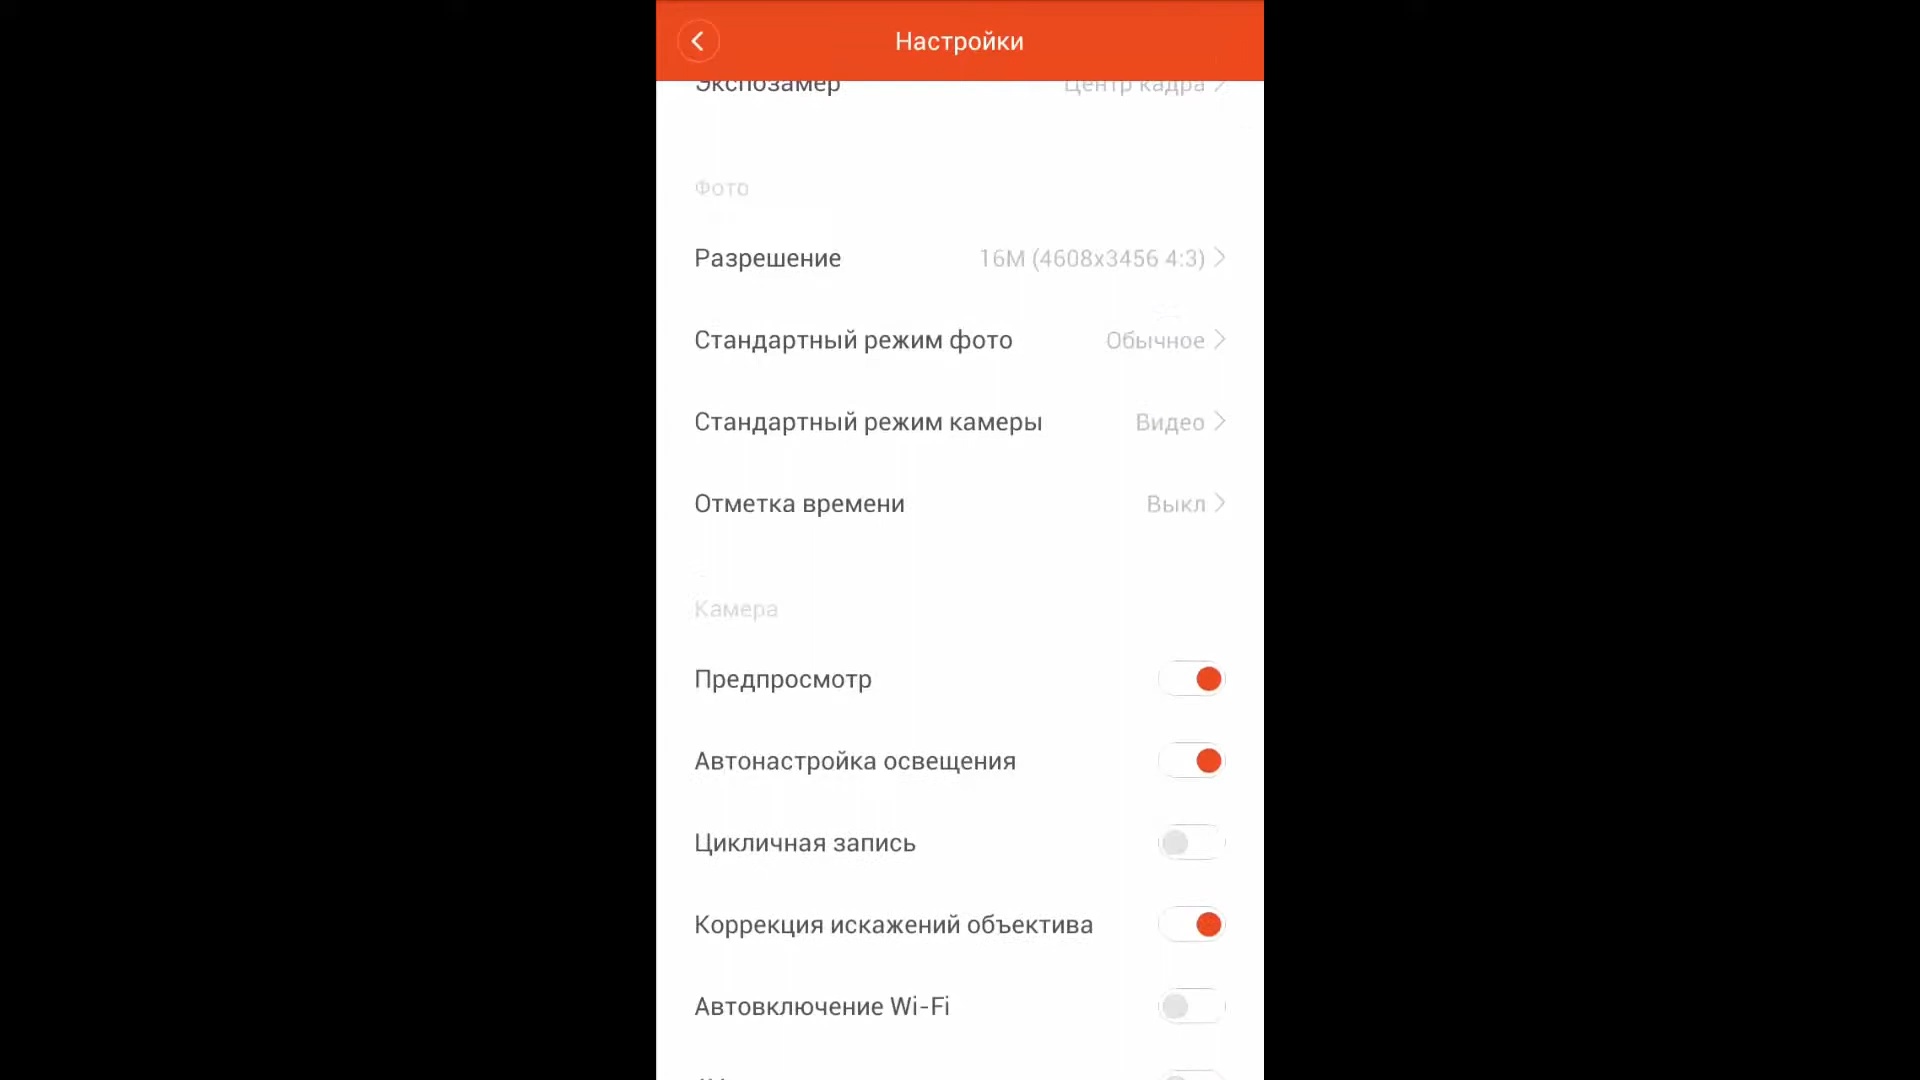 Настройки
Экспозамер Центр кадра
Фото
Разрешение 16M (4608x3456 4:3)
Стандартный режим фото Обычное
Стандартный режим камеры Видео
Отметка времени Выкл
Камера
Предпросмотр
Автонастройка освещения
Цикличная запись
Коррекция искажений объектива
Автовключение Wi-Fi